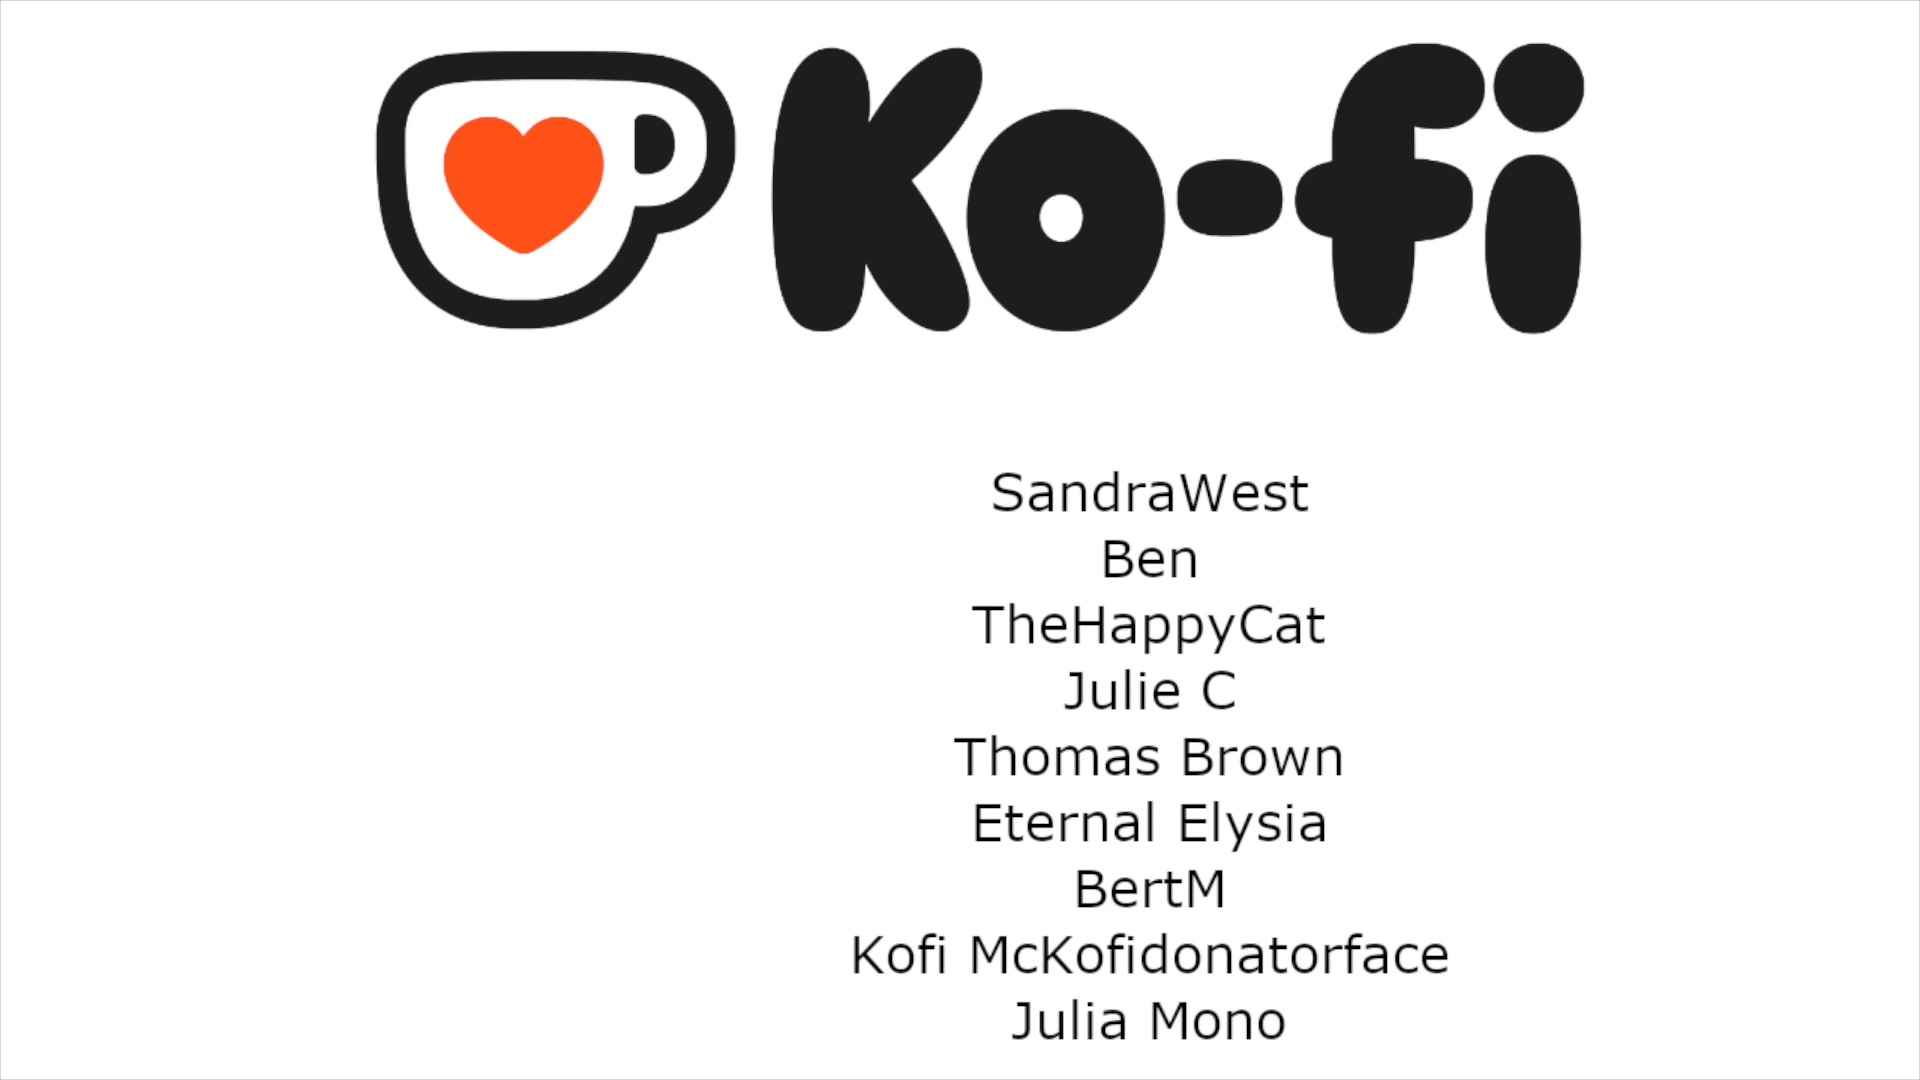 Ko-fi
SandraWest
Ben
TheHappyCat
Julie C
Thomas Brown
Eternal Elysia
BertM
Kofi McKofidonatorface
Julia Mono